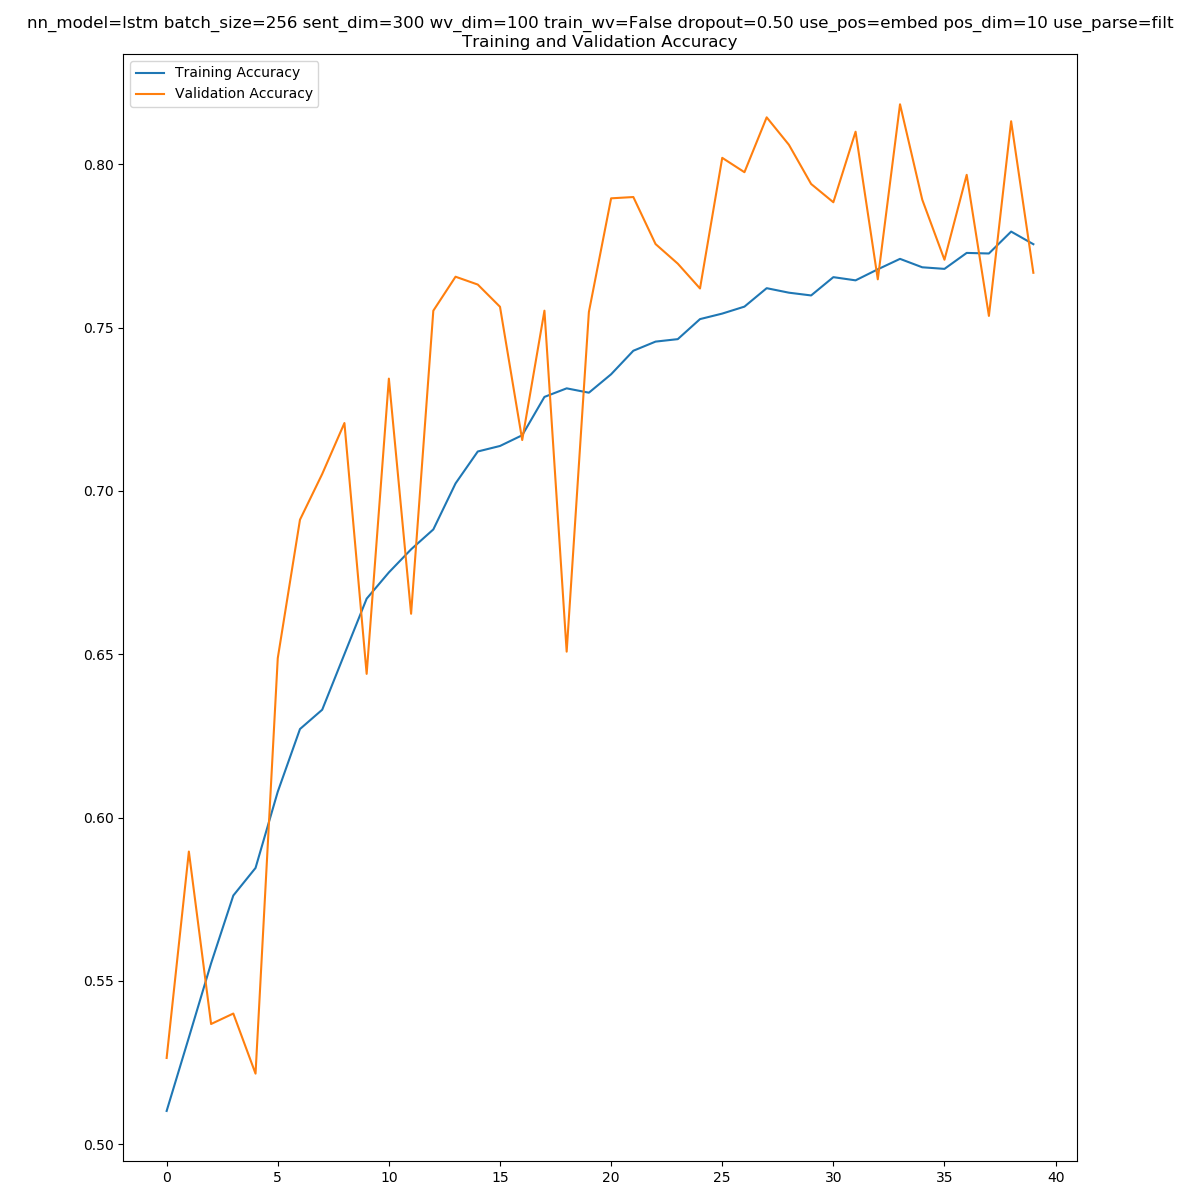 nn_model=lstm batch_size=256 sent_dim=300 wv_dim=100 train_wv=False dropout=0.50 use_pos=embed pos_dim=10 use_parse=filt
Training and Validation Accuracy
Training Accuracy
Validation Accuracy
0.80
0.75
0.70
0.65
0.60
0.55
0.50
0 5 10 15 20 25 30 35 40